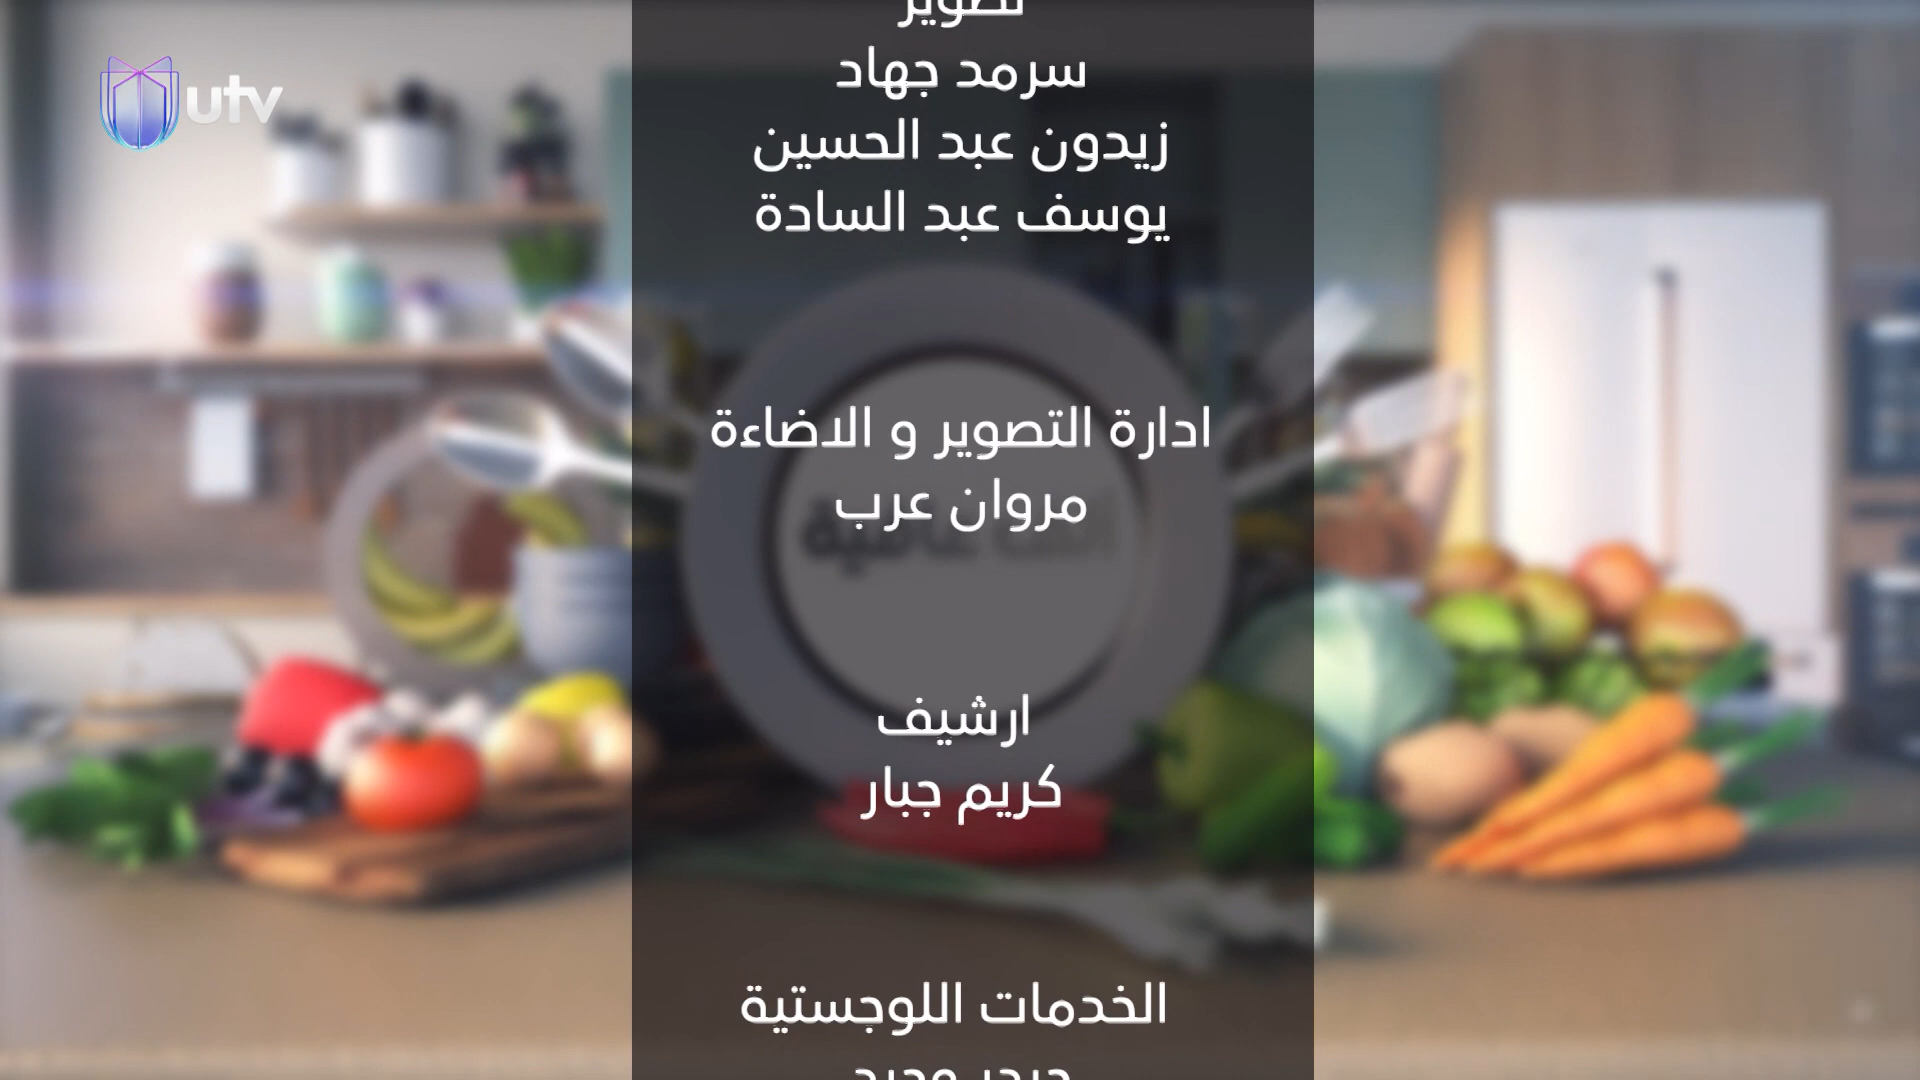 utv
تصوير
سرمد جهاد
زيدون عبد الحسين
يوسف عبد السادة
ادارة التصوير و الاضاءة
مروان عرب
ارشيف
كريم جبار
الخدمات اللوجستية